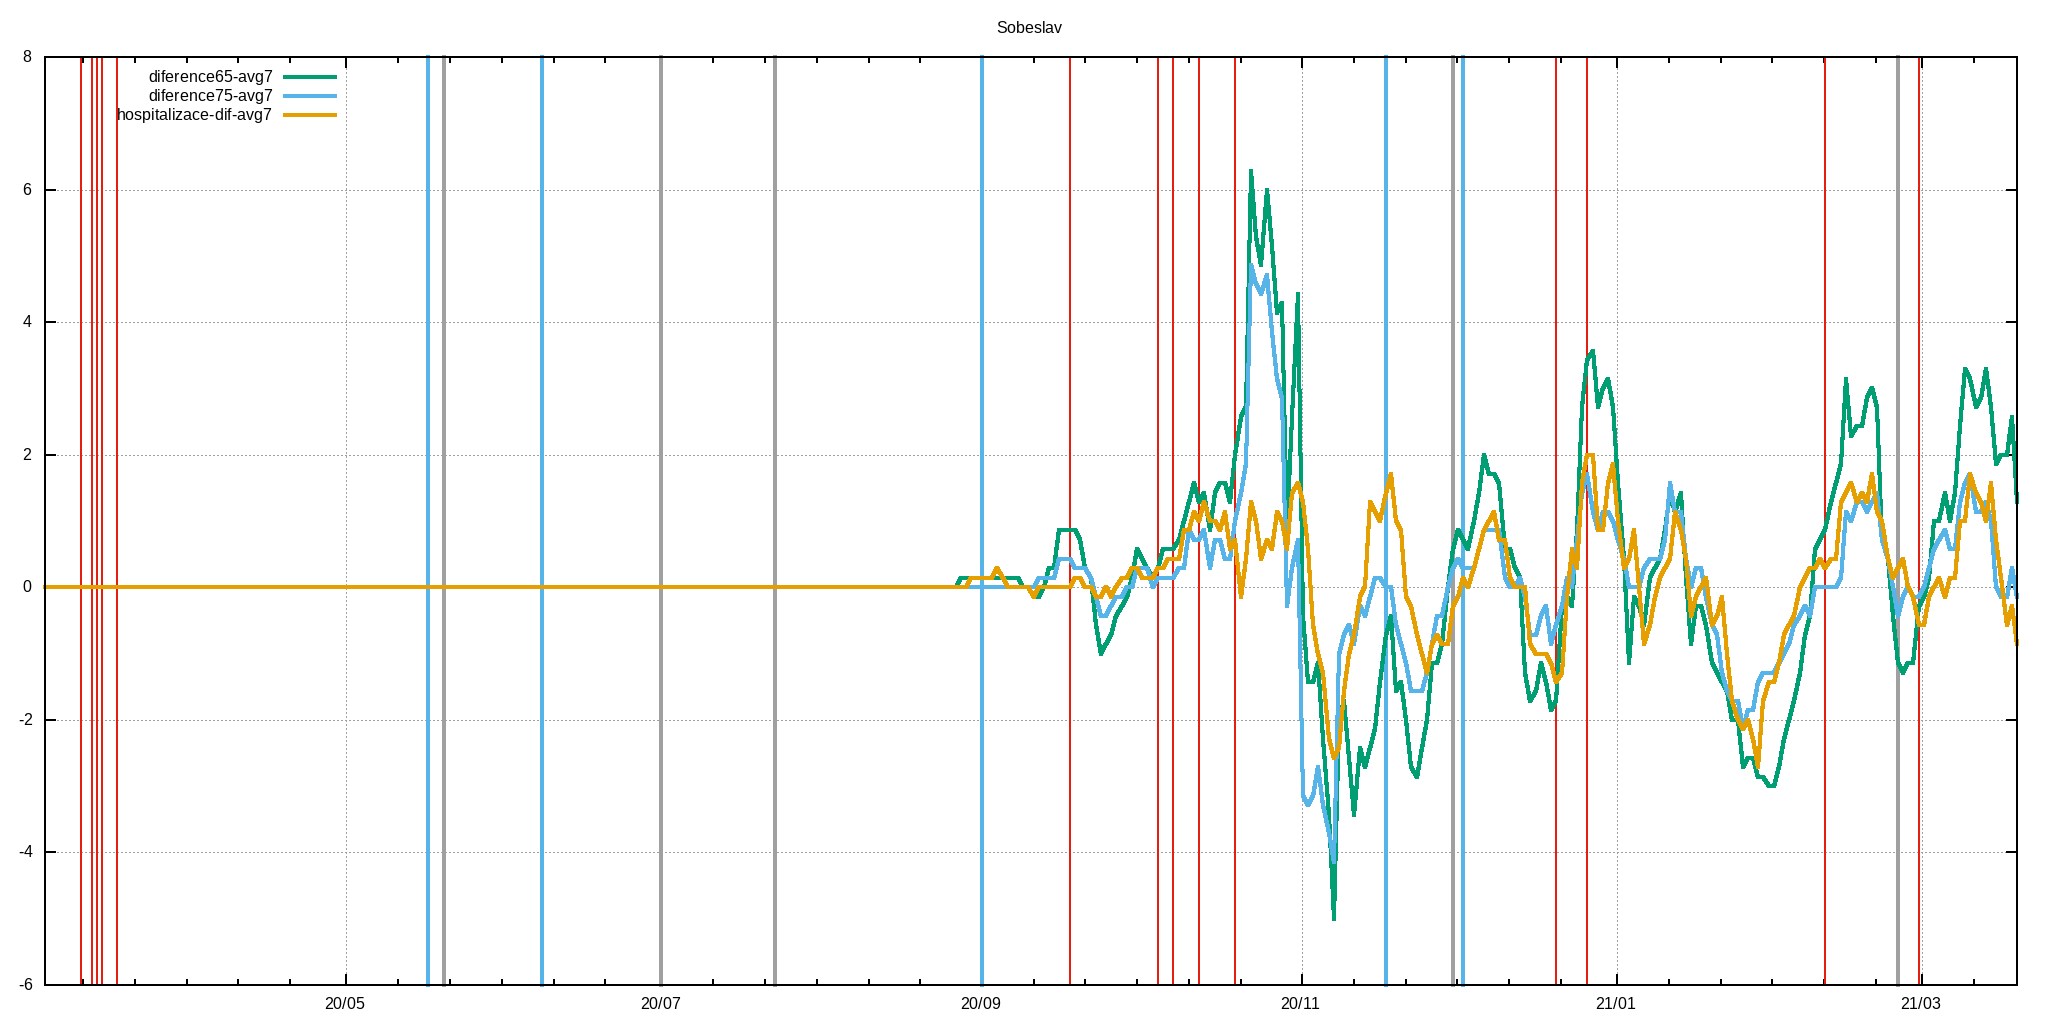 Sobeslav
8
6
4
2
0
-2
-4
-6
diference65-avg7
diference75-avg7
hospitalizace-dif-avg7
20/05 20/07 20/09 20/11 21/01 21/03